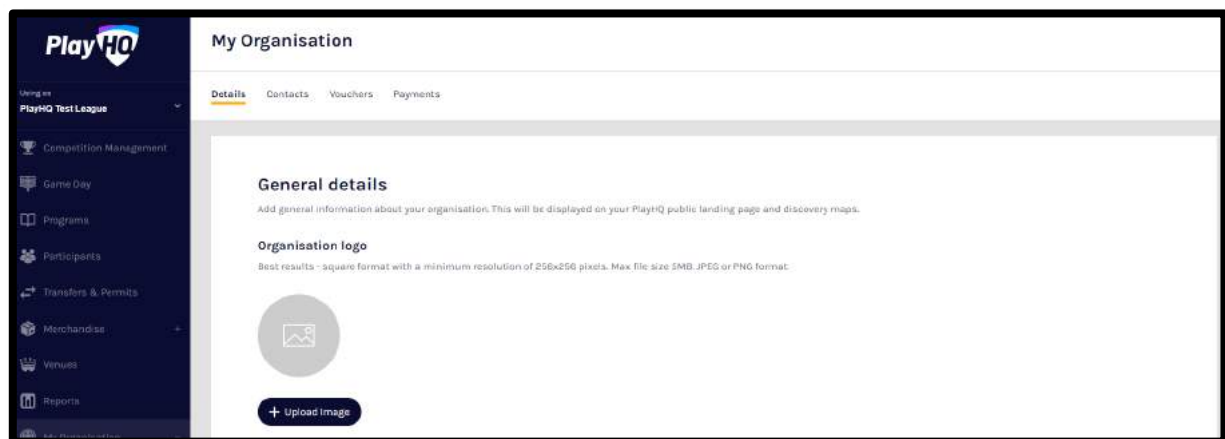 PlayHQ
Using as
PlayHQ Test League
Competition Management
Game Day
Programs
Participants
Transfers & Permits
Merchandise +
Venues
Reports
My Organisation
My Organisation
Details Contacts Vouchers Payments
General details
Add general information about your organisation. This will be displayed on your PlayHQ public landing page and discovery maps.
Organisation logo
Best results - square format with a minimum resolution of 256x256 pixels. Max file size 5MB. JPEG or PNG format
+ Upload Image